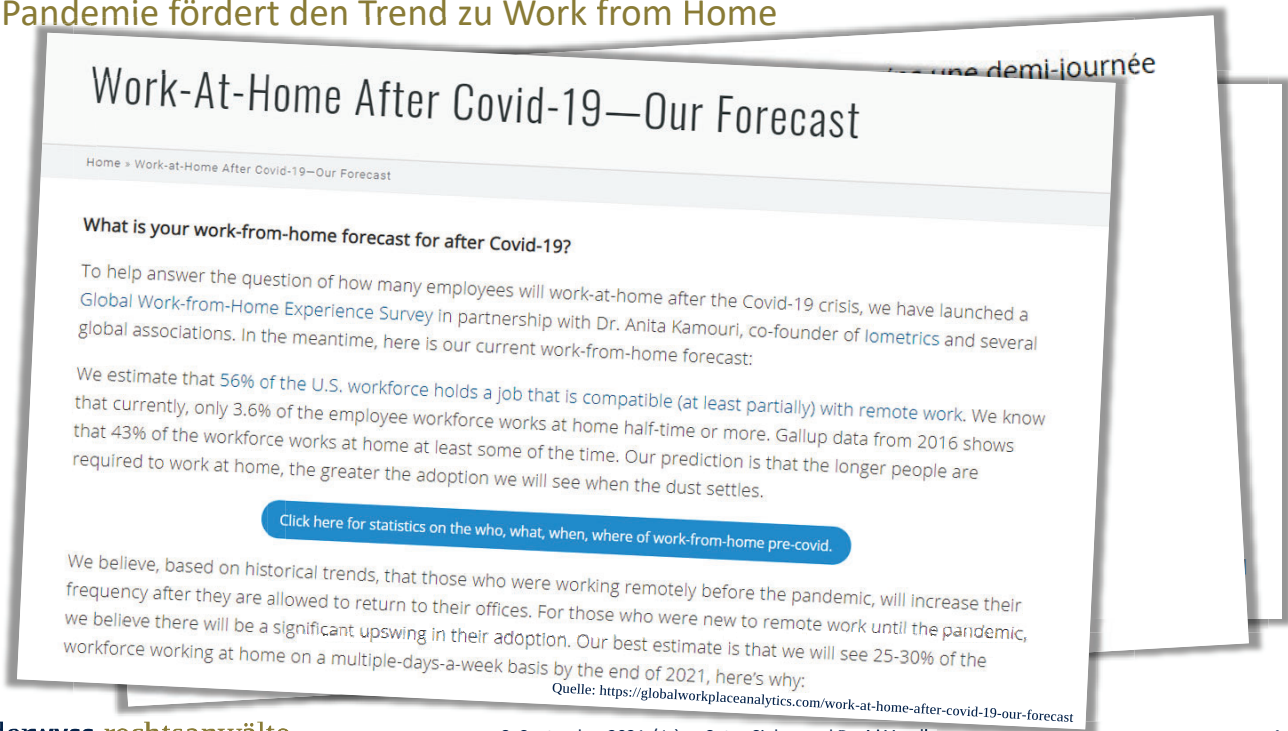 Pandemie fördert den Trend zu Work from Home
une demi-journée
Work-At-Home After Covid-19—Our Forecast
Home » Work-at-Home After Covid-19—Our Forecast
What is your work-from-home forecast for after Covid-19?
To help answer the question of how many employees will work-at-home after the Covid-19 crisis, we have launched a
Global Work-from-Home Experience Survey in partnership with Dr. Anita Kamouri, co-founder of Iometrics and several
global associations. In the meantime, here is our current work-from-home forecast:
We estimate that 56% of the U.S. workforce holds a job that is compatible (at least partially) with remote work. We know
that currently, only 3.6% of the employee workforce works at home half-time or more. Gallup data from 2016 shows
that 43% of the workforce works at home at least some of the time. Our prediction is that the longer people are
required to work at home, the greater the adoption we will see when the dust settles.
Click here for statistics on the who, what, when, where of work-from-home pre-covid.
We believe, based on historical trends, that those who were working remotely before the pandemic, will increase their
frequency after they are allowed to return to their offices. For those who were new to remote work until the pandemic,
we believe there will be a significant upswing in their adoption. Our best estimate is that we will see 25-30% of the
workforce working at home on a multiple-days-a-week basis by the end of 2021, here's why:
Quelle: https://globalworkplaceanalytics.com/work-at-home-after-covid-19-our-forecast
rechtsanwälte